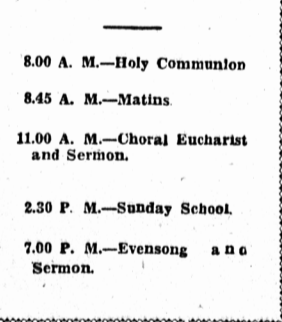 8.00 A. M.—Holy Communion
8.45 A. M.—Matins.
11.00 A. M.—Choral Eucharist
and Sermon.
2.30 P. M.—Sunday School.
7.00 P. M.—Evensong and
Sermon.